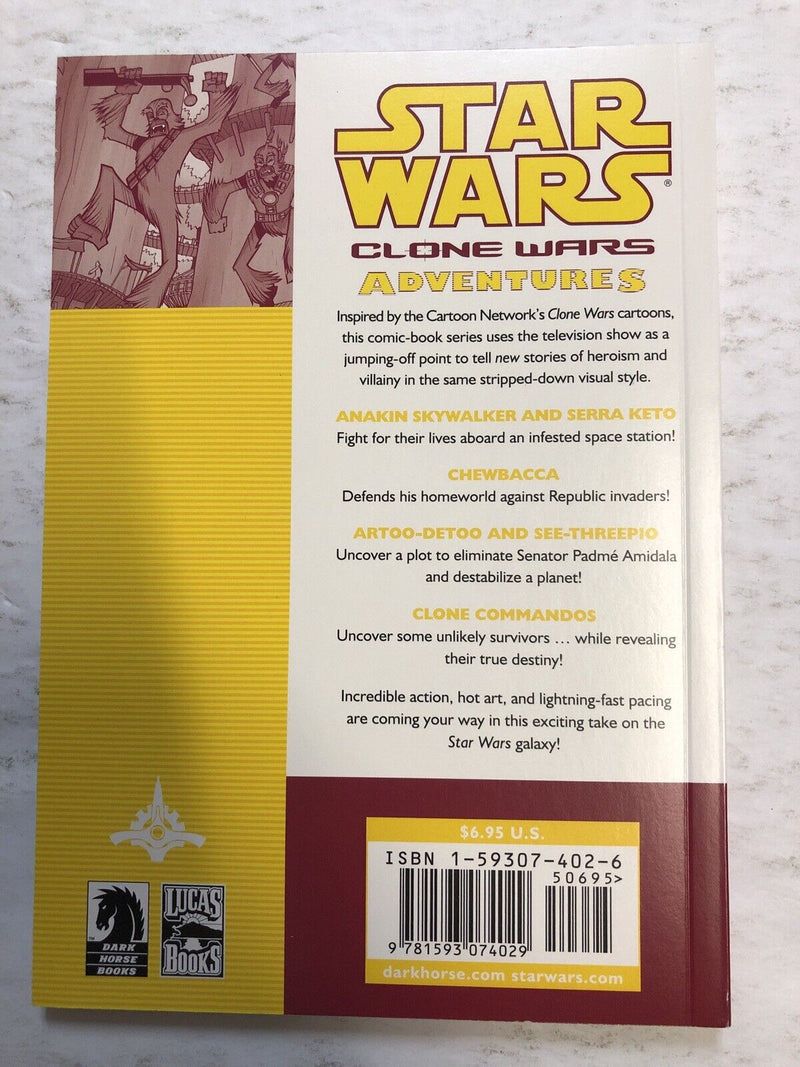 STAR
WARS®
CLONE WARS
ADVENTURES
Inspired by the Cartoon Network's Clone Wars cartoons,
this comic-book series uses the television show as a
jumping-off point to tell new stories of heroism and
villainy in the same stripped-down visual style.
ANAKIN SKYWALKER AND SERRA KETO
Fight for their lives aboard an infested space station!
CHEWBACCA
Defends his homeworld against Republic invaders!
ARTOO-DETOO AND SEE-THREEPIO
Uncover a plot to eliminate Senator Padmé Amidala
and destabilize a planet!
CLONE COMMANDOS
Uncover some unlikely survivors ... while revealing
their true destiny!
Incredible action, hot art, and lightning-fast pacing
are coming your way in this exciting take on the
Star Wars galaxy!
$6.95 U.S.
ISBN 1-59307-402-6
50695>
9 781593 074029
darkhorse.com starwars.com
™
DARK
HORSE
BOOKS
LUCAS
BOOKS